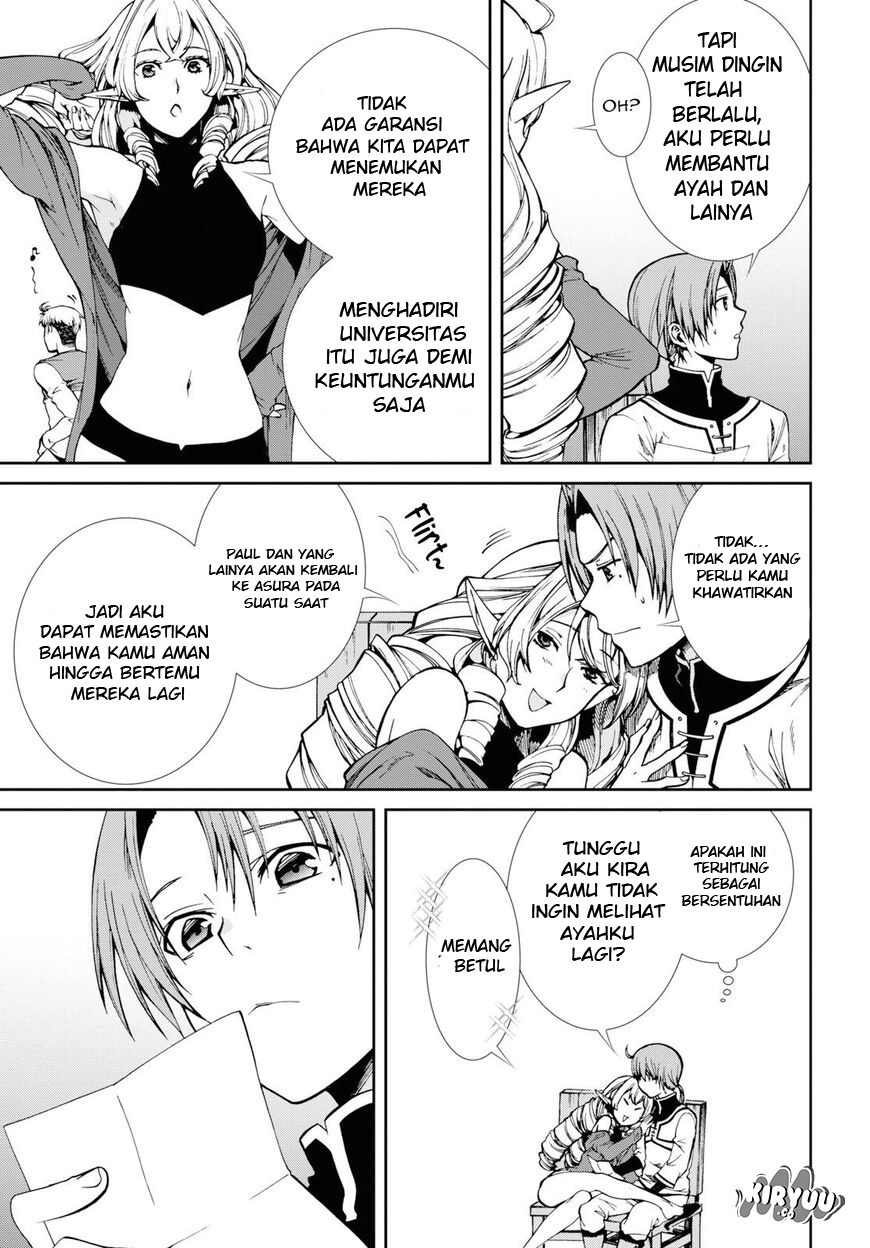 TAPI
MUSIM DINGIN
TELAH
BERLALU,
AKU PERLU
MEMBANTU
AYAH DAN
LAINYA
OH?
TIDAK
ADA GARANSI
BAHWA KITA DAPAT
MENEMUKAN
MEREKA
MENGHADIRI
UNIVERSITAS
ITU JUGA DEMI
KEUNTUNGANMU
SAJA
TIDAK...
TIDAK ADA YANG
PERLU KAMU
KHAWATIRKAN
Flirt~
PAUL DAN YANG
LAINYA AKAN KEMBALI
KE ASURA PADA
SUATU SAAT
JADI AKU
DAPAT MEMASTIKAN
BAHWA KAMU AMAN
HINGGA BERTEMU
MEREKA LAGI
APAKAH INI
TERHITUNG
SEBAGAI
BERSENTUHAN
TUNGGU
AKU KIRA
KAMU TIDAK
INGIN MELIHAT
AYAHKU
LAGI?
MEMANG
BETUL
KIRYUU
.CO